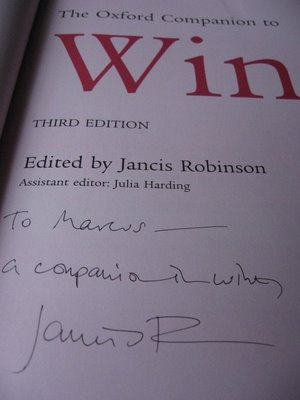 The Oxford Companion to
Win
THIRD EDITION
Edited by Jancis Robinson
Assistant editor: Julia Harding
To Marcus —
a companion in wine,
Jancis R